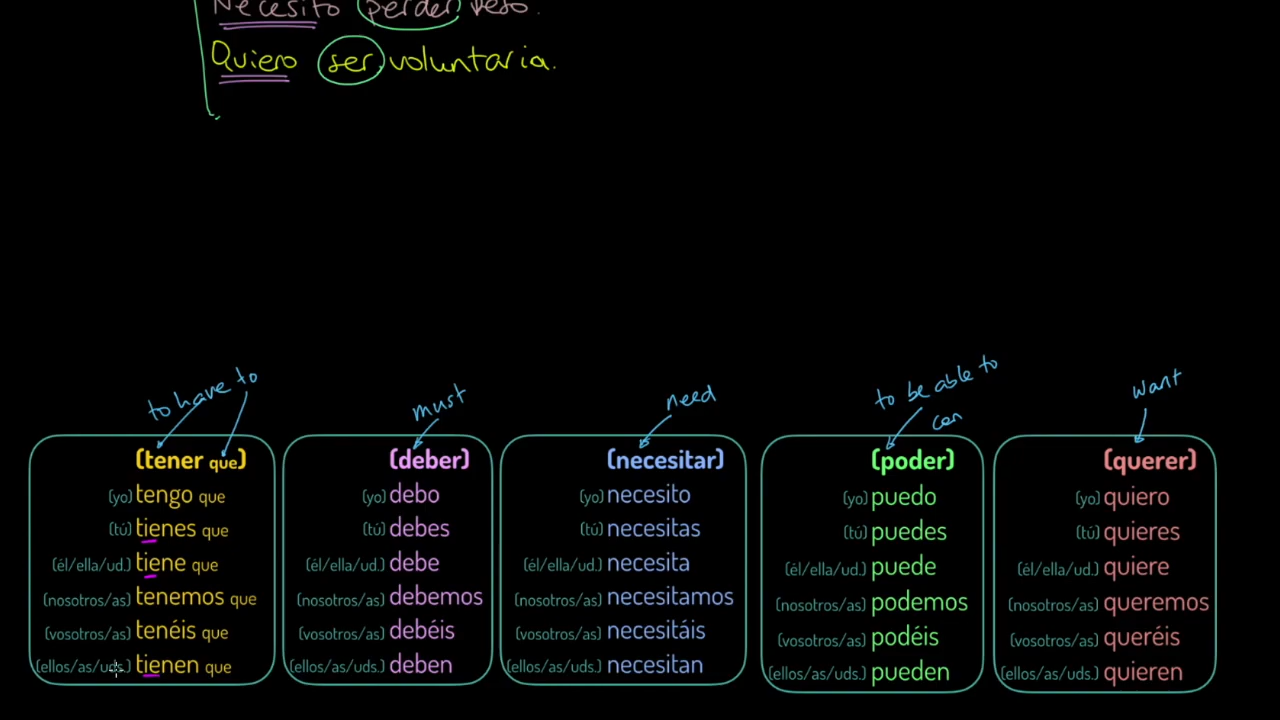 Necesito perder peso.
Quiero ser voluntaria.
to have to
must
need
to be able to
can
want
(tener que)
(yo) tengo que
(tú) tienes que
(él/ella/ud.) tiene que
(nosotros/as) tenemos que
(vosotros/as) tenéis que
(ellos/as/uds.) tienen que
(deber)
(yo) debo
(tú) debes
(él/ella/ud.) debe
(nosotros/as) debemos
(vosotros/as) debéis
(ellos/as/uds.) deben
(necesitar)
(yo) necesito
(tú) necesitas
(él/ella/ud.) necesita
(nosotros/as) necesitamos
(vosotros/as) necesitáis
(ellos/as/uds.) necesitan
(poder)
(yo) puedo
(tú) puedes
(él/ella/ud.) puede
(nosotros/as) podemos
(vosotros/as) podéis
(ellos/as/uds.) pueden
(querer)
(yo) quiero
(tú) quieres
(él/ella/ud.) quiere
(nosotros/as) queremos
(vosotros/as) queréis
(ellos/as/uds.) quieren